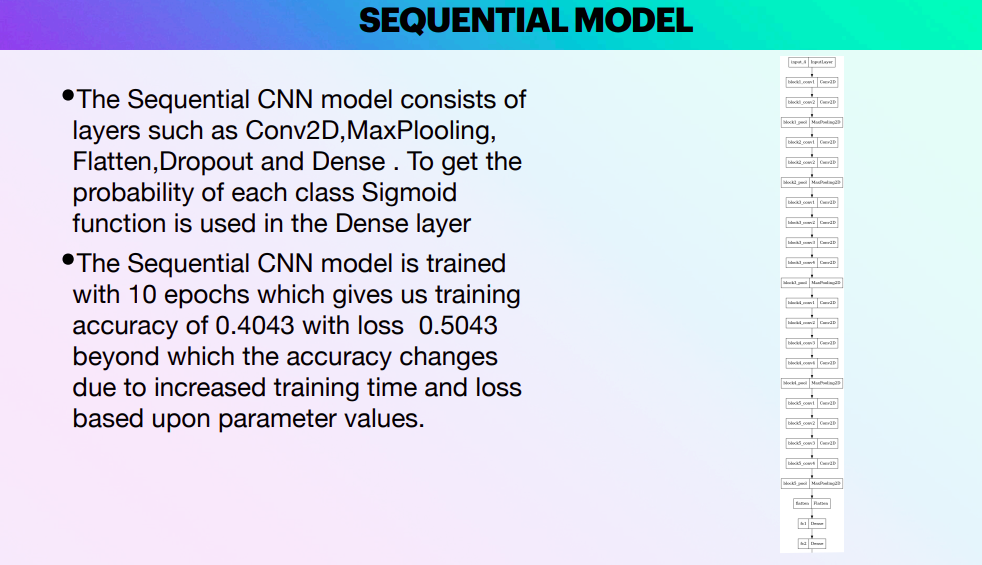 SEQUENTIAL MODEL
•The Sequential CNN model consists of
layers such as Conv2D,MaxPlooling,
Flatten,Dropout and Dense . To get the
probability of each class Sigmoid
function is used in the Dense layer
•The Sequential CNN model is trained
with 10 epochs which gives us training
accuracy of 0.4043 with loss  0.5043
beyond which the accuracy changes
due to increased training time and loss
based upon parameter values.
InputLayer
block1_conv1 Conv2D
block1_conv2 Conv2D
block1_pool MaxPooling2D
block2_conv1 Conv2D
block2_conv2 Conv2D
block2_pool MaxPooling2D
block3_conv1 Conv2D
block3_conv2 Conv2D
block3_conv3 Conv2D
block3_conv4 Conv2D
block3_pool MaxPooling2D
block4_conv1 Conv2D
block4_conv2 Conv2D
block4_conv3 Conv2D
block4_conv4 Conv2D
block4_pool MaxPooling2D
block5_conv1 Conv2D
block5_conv2 Conv2D
block5_conv3 Conv2D
block5_conv4 Conv2D
block5_pool MaxPooling2D
flatten Flatten
fc1 Dense
fc2 Dense